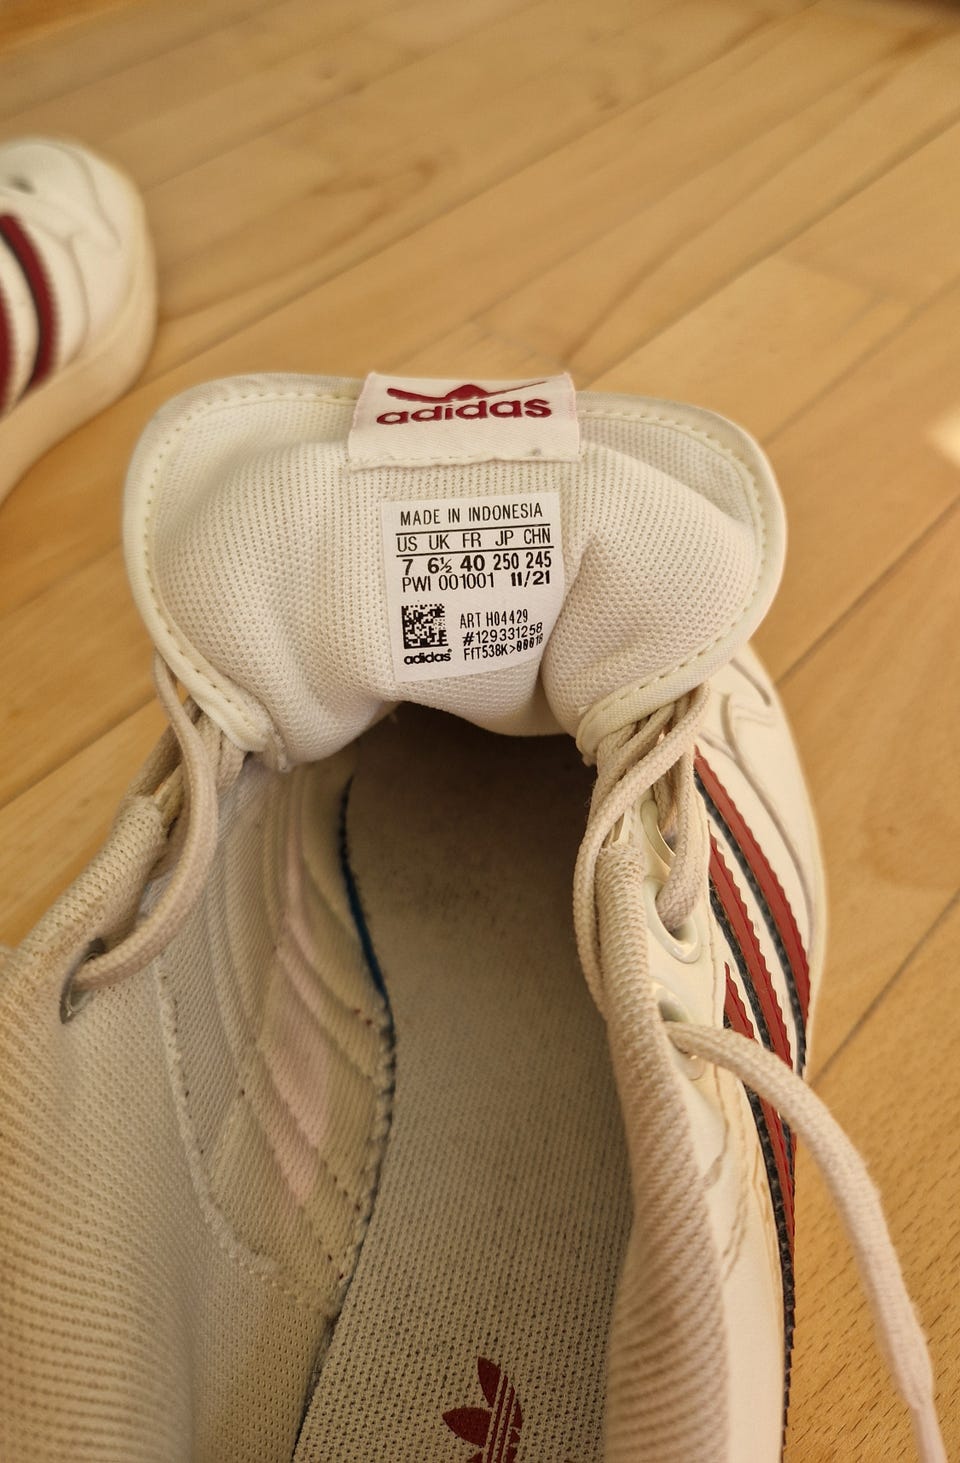 adidas
MADE IN INDONESIA
US UK FR JP CHN
7 6½ 40 250 245
PWI 001001 11/21
ART H04429
#129331258
adidas